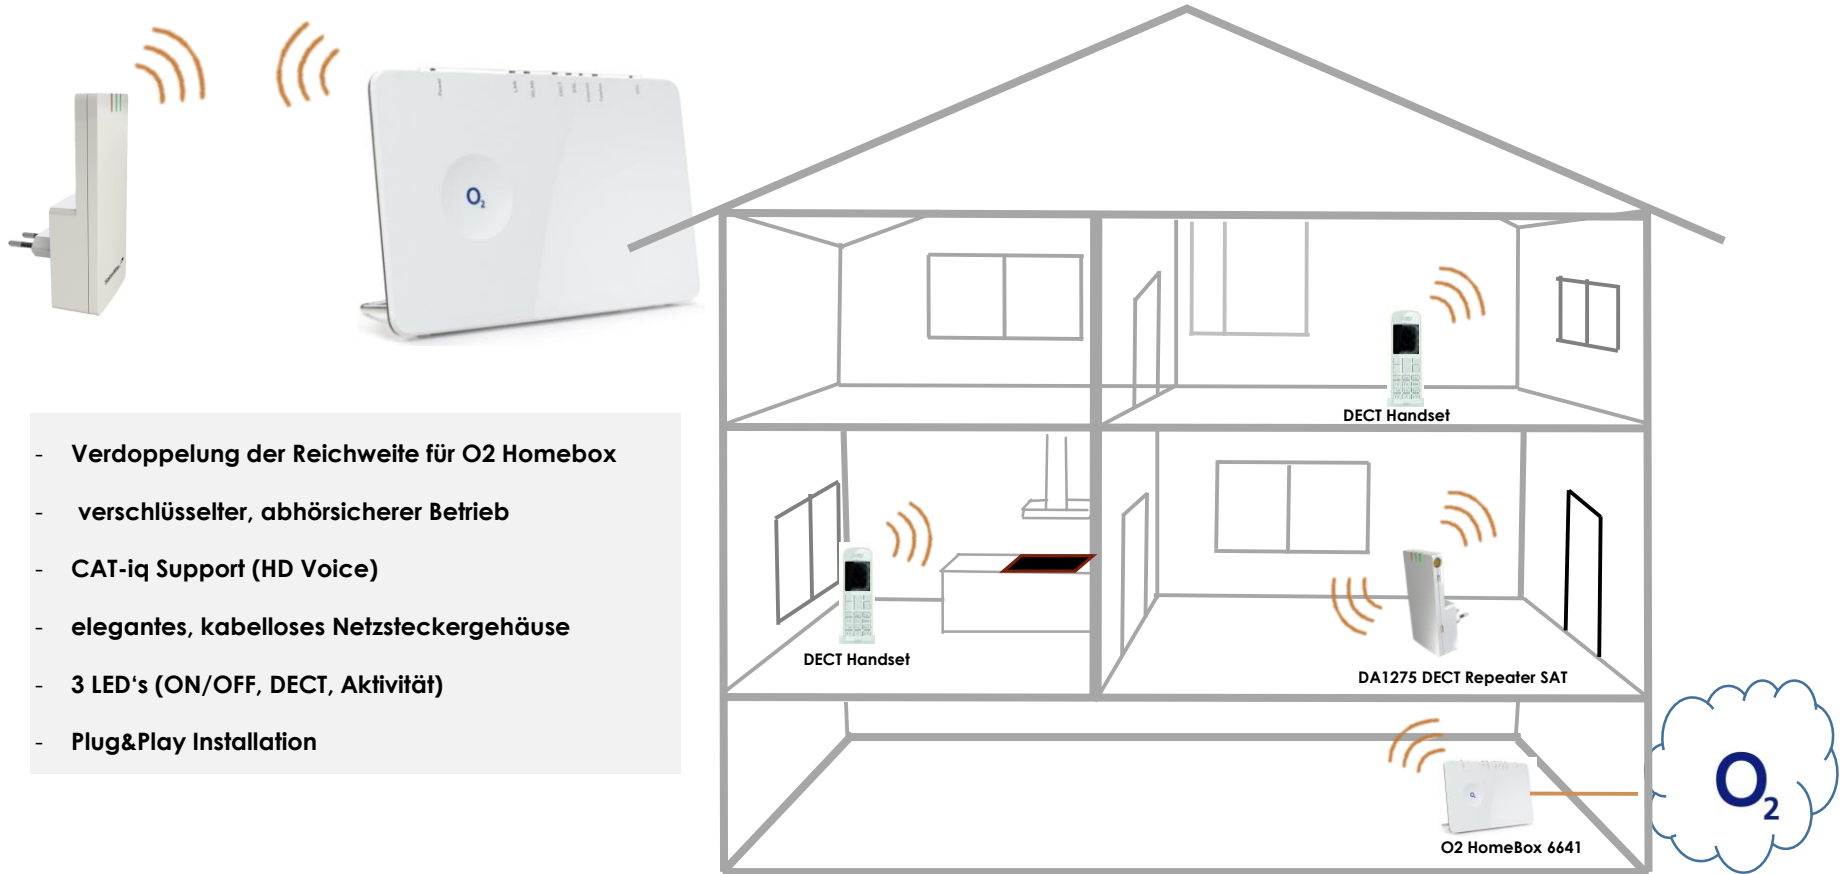 O2
- Verdoppelung der Reichweite für O2 Homebox
- verschlüsselter, abhörsicherer Betrieb
- CAT-iq Support (HD Voice)
- elegantes, kabelloses Netzsteckergehäuse
- 3 LED‘s (ON/OFF, DECT, Aktivität)
- Plug&Play Installation
DECT Handset
DECT Handset
DA1275 DECT Repeater SAT
O2
O2 HomeBox 6641